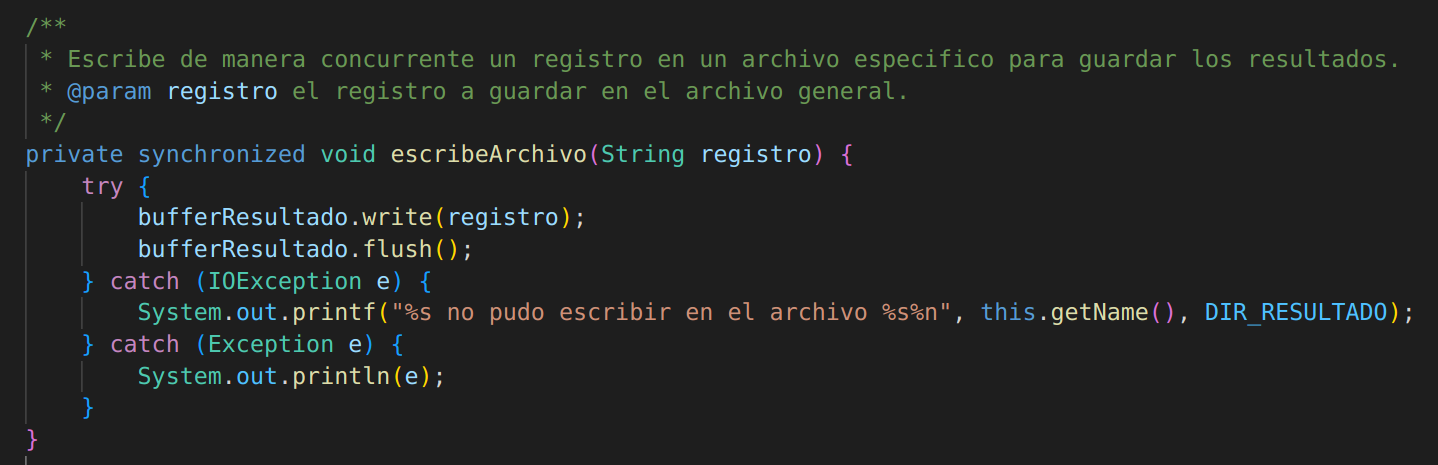 /**
 * Escribe de manera concurrente un registro en un archivo especifico para guardar los resultados.
 * @param registro el registro a guardar en el archivo general.
 */
private synchronized void escribeArchivo(String registro) {
    try {
        bufferResultado.write(registro);
        bufferResultado.flush();
    } catch (IOException e) {
        System.out.printf("%s no pudo escribir en el archivo %s%n", this.getName(), DIR_RESULTADO);
    } catch (Exception e) {
        System.out.println(e);
    }
}